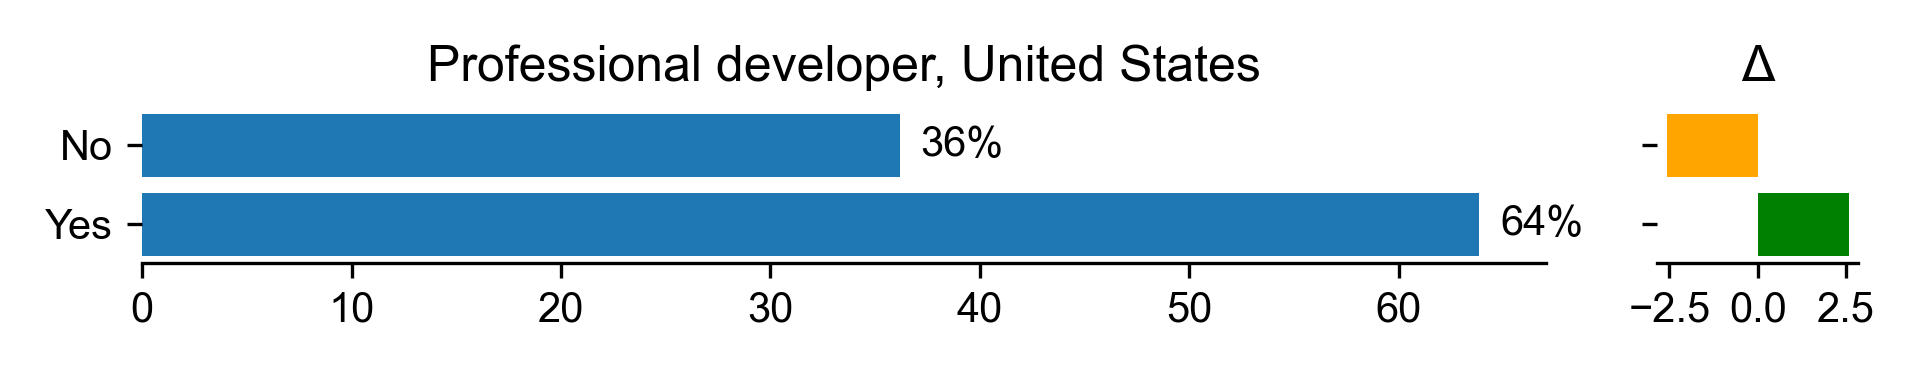 Professional developer, United States
Δ
No
36%
Yes
64%
0 10 20 30 40 50 60
−2.5 0.0 2.5